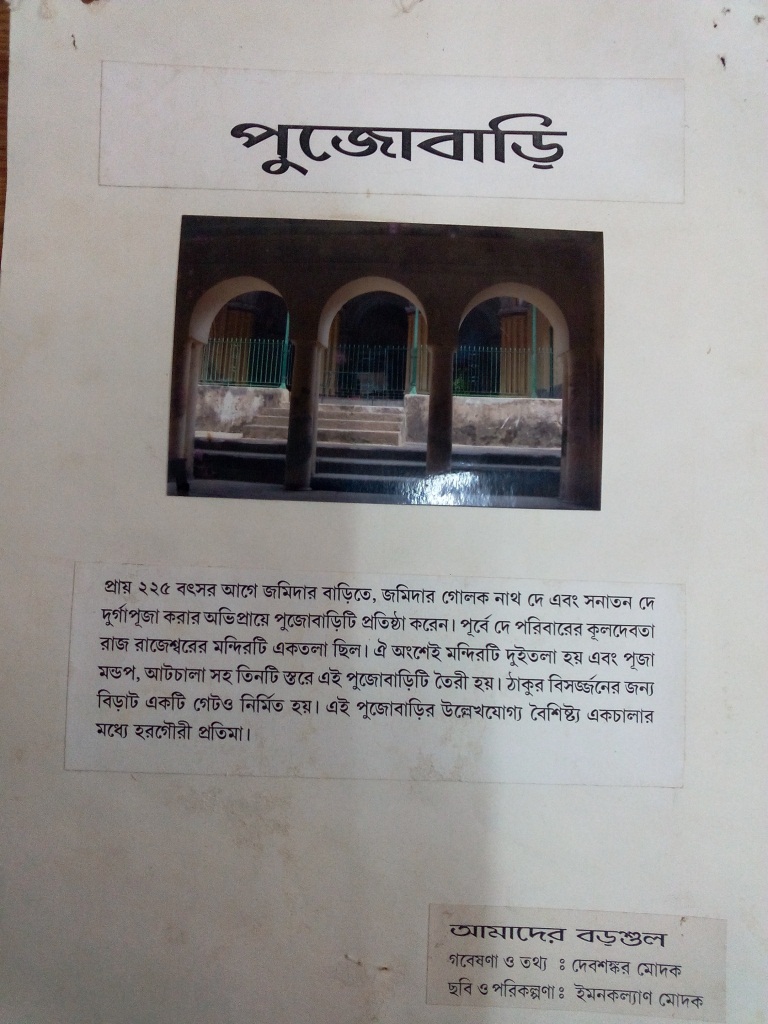 পুজোবাড়ি
প্রায় ২২৫ বৎসর আগে জমিদার বাড়িতে, জমিদার গোলক নাথ দে এবং সনাতন দে
দুর্গাপূজা করার অভিপ্রায়ে পুজোবাড়িটি প্রতিষ্ঠা করেন। পূর্বে দে পরিবারের কূলদেবতা
রাজ রাজেশ্বরের মন্দিরটি একতলা ছিল। ঐ অংশেই মন্দিরটি দুইতলা হয় এবং পূজা
মন্ডপ, আটচালা সহ তিনটি স্তরে এই পুজোবাড়িটি তৈরী হয়। ঠাকুর বিসর্জ্জনের জন্য
বিড়াট একটি গেটও নির্মিত হয়। এই পুজোবাড়ির উল্লেখযোগ্য বৈশিষ্ট্য একচালার
মধ্যে হরগৌরী প্রতিমা।
আমাদের বড়শুল
গবেষণা ও তথ্য ঃ দেবশঙ্কর মোদক
ছবি ও পরিকল্পণা ঃ ইমনকল্যাণ মোদক